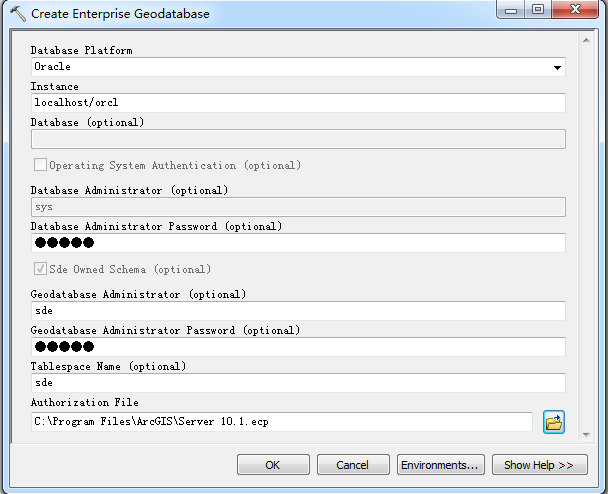 Create Enterprise Geodatabase
Database Platform
Oracle
Instance
localhost/orcl
Database (optional)
Operating System Authentication (optional)
Database Administrator (optional)
sys
Database Administrator Password (optional)
●●●●●
Sde Owned Schema (optional)
Geodatabase Administrator (optional)
sde
Geodatabase Administrator Password (optional)
●●●●●
Tablespace Name (optional)
sde
Authorization File
C:\Program Files\ArcGIS\Server 10.1.ecp
OK Cancel Environments... Show Help >>